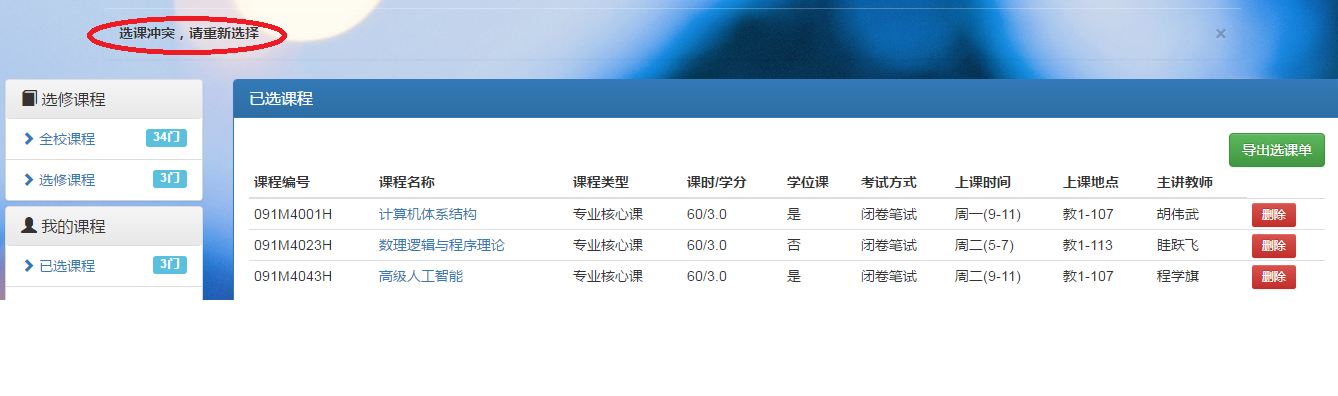 选课冲突，请重新选择
×
选修课程
全校课程 34门
选修课程 3门
我的课程
已选课程 3门
已选课程
导出选课单
课程编号 课程名称 课程类型 课时/学分 学位课 考试方式 上课时间 上课地点 主讲教师
091M4001H 计算机体系结构 专业核心课 60/3.0 是 闭卷笔试 周一(9-11) 教1-107 胡伟武 删除
091M4023H 数理逻辑与程序理论 专业核心课 60/3.0 否 闭卷笔试 周二(5-7) 教1-113 眭跃飞 删除
091M4043H 高级人工智能 专业核心课 60/3.0 是 闭卷笔试 周二(9-11) 教1-107 程学旗 删除